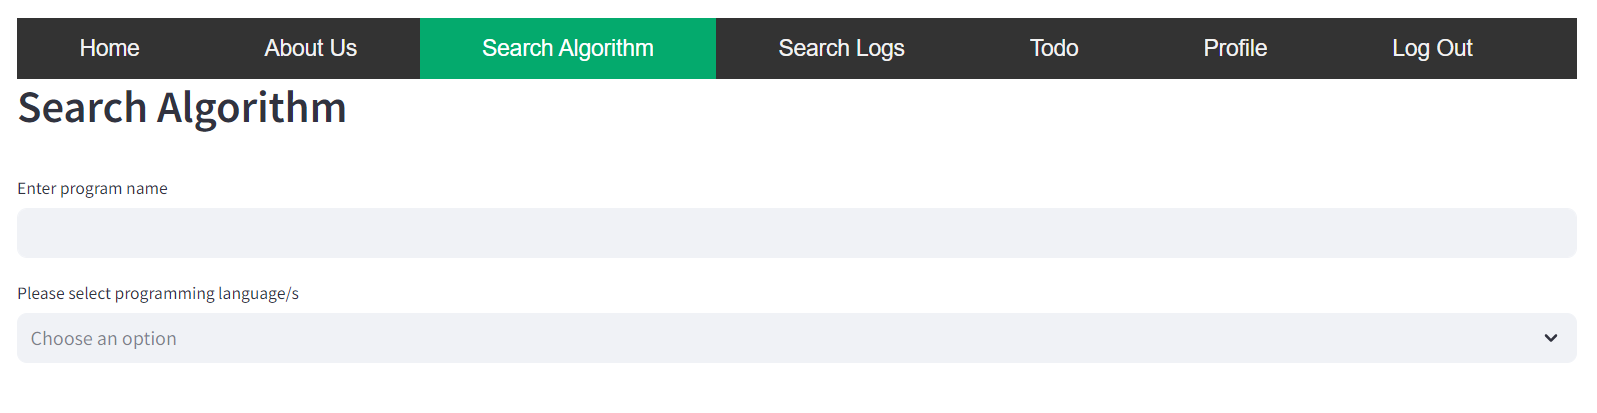 Home About Us Search Algorithm Search Logs Todo Profile Log Out
Search Algorithm
Enter program name
Please select programming language/s
Choose an option